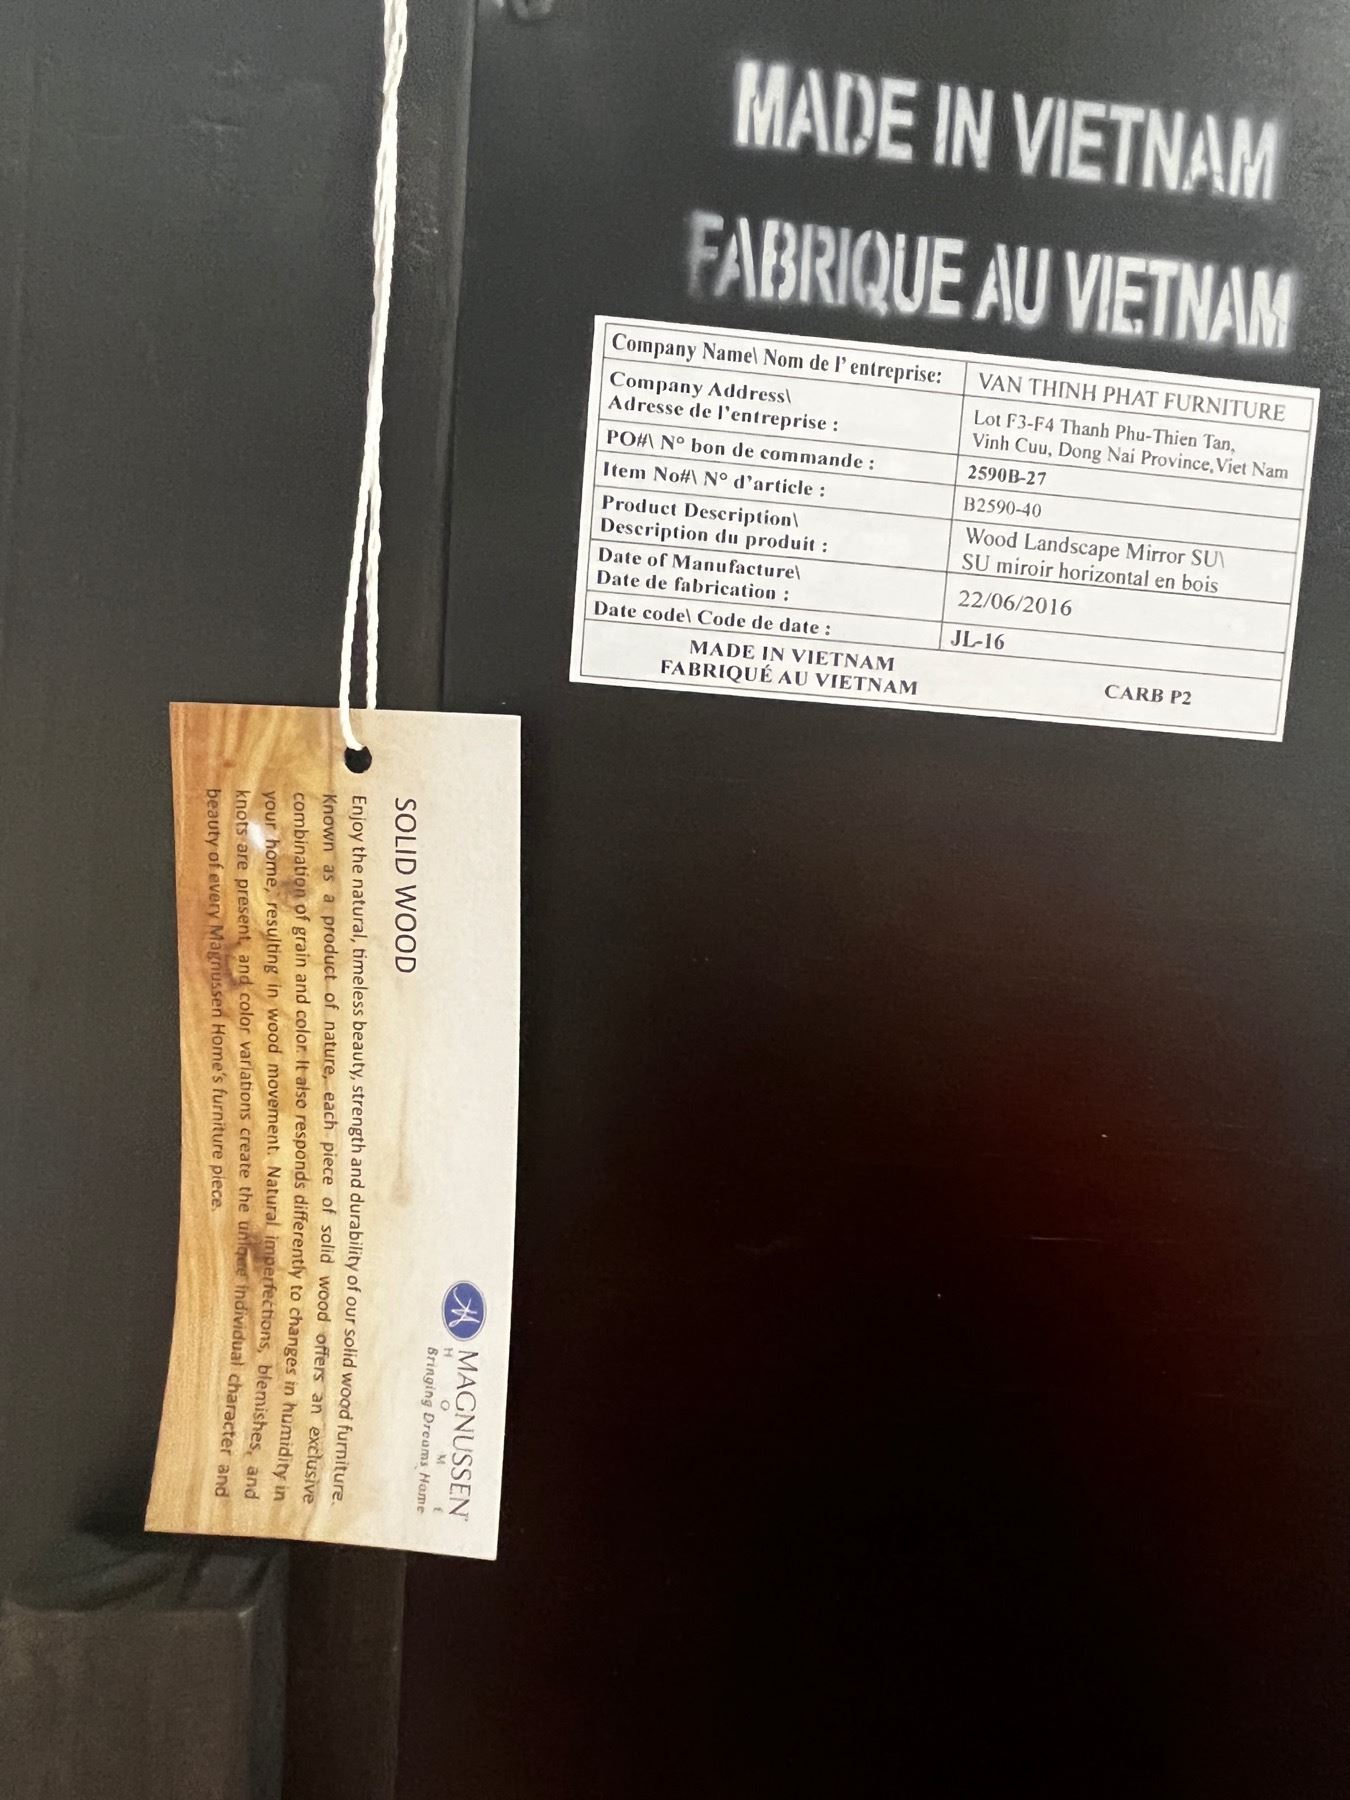 MADE IN VIETNAM
FABRIQUE AU VIETNAM
Company Name\ Nom de l' entreprise: VAN THINH PHAT FURNITURE
Company Address\
Adresse de l'entreprise :
Lot F3-F4 Thanh Phu-Thien Tan,
Vinh Cuu, Dong Nai Province, Viet Nam
PO#\ N° bon de commande : 2590B-27
Item No#\ N° d'article : B2590-40
Product Description\
Description du produit :
Wood Landscape Mirror SU\
SU miroir horizontal en bois
Date of Manufacture\
Date de fabrication :
22/06/2016
Date code\ Code de date : JL-16
MADE IN VIETNAM
FABRIQUÉ AU VIETNAM
CARB P2
MAGNUSSEN®
HOME
Bringing Dreams Home
SOLID WOOD
Enjoy the natural, timeless beauty, strength and durability of our solid wood furniture.
Known as a product of nature, each piece of solid wood offers an exclusive
combination of grain and color. It also responds differently to changes in humidity in
your home, resulting in wood movement. Natural imperfections, blemishes, and
knots are present, and color variations create the unique individual character and
beauty of every Magnussen Home's furniture piece.